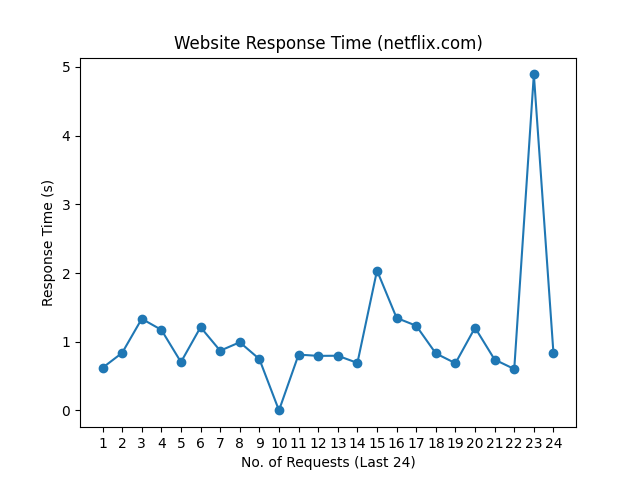 Website Response Time (netflix.com)
Response Time (s)
5
4
3
2
1
0
1 2 3 4 5 6 7 8 9 10 11 12 13 14 15 16 17 18 19 20 21 22 23 24
No. of Requests (Last 24)